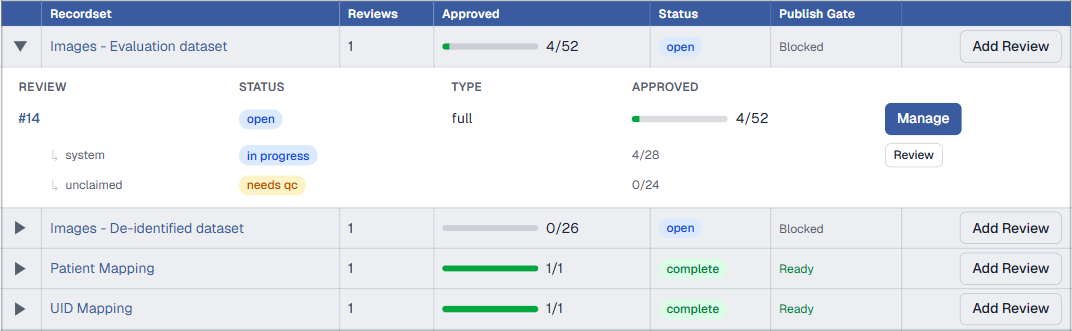 Recordset Reviews Approved Status Publish Gate
Images - Evaluation dataset 1 4/52 open Blocked Add Review
REVIEW STATUS TYPE APPROVED
#14 open full 4/52 Manage
system in progress 4/28 Review
unclaimed needs qc 0/24
Images - De-identified dataset 1 0/26 open Blocked Add Review
Patient Mapping 1 1/1 complete Ready Add Review
UID Mapping 1 1/1 complete Ready Add Review